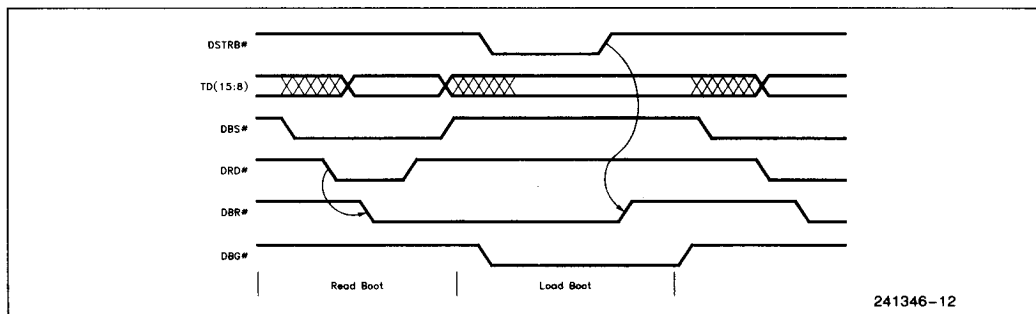 DSTRB#
TD(15:8)
DBS#
DRD#
DBR#
DBG#
Read Boot
Load Boot
241346-12